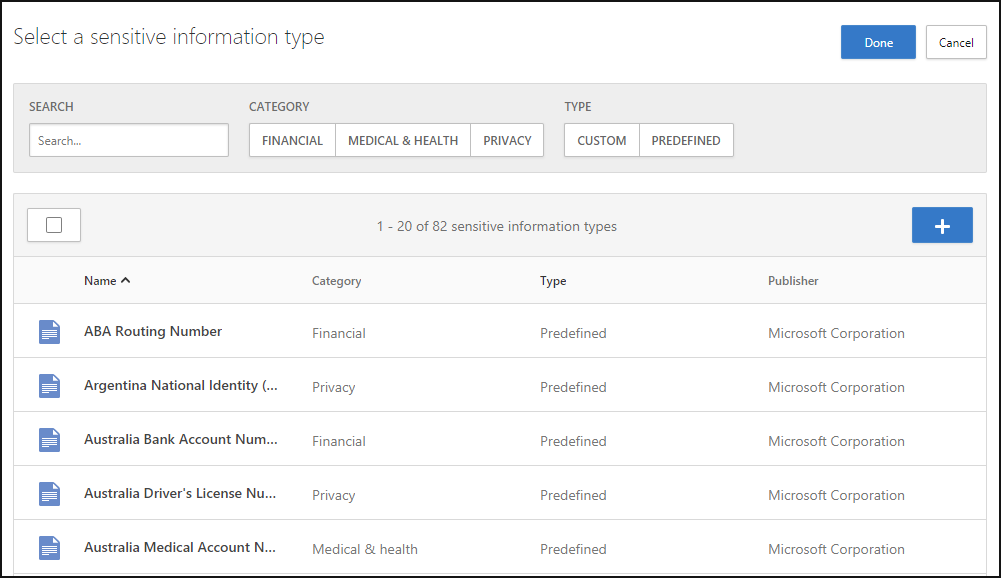 Select a sensitive information type
Done Cancel
SEARCH CATEGORY TYPE
Search... FINANCIAL MEDICAL & HEALTH PRIVACY CUSTOM PREDEFINED
1 - 20 of 82 sensitive information types +
Name Category Type Publisher
ABA Routing Number Financial Predefined Microsoft Corporation
Argentina National Identity (... Privacy Predefined Microsoft Corporation
Australia Bank Account Num... Financial Predefined Microsoft Corporation
Australia Driver's License Nu... Privacy Predefined Microsoft Corporation
Australia Medical Account N... Medical & health Predefined Microsoft Corporation